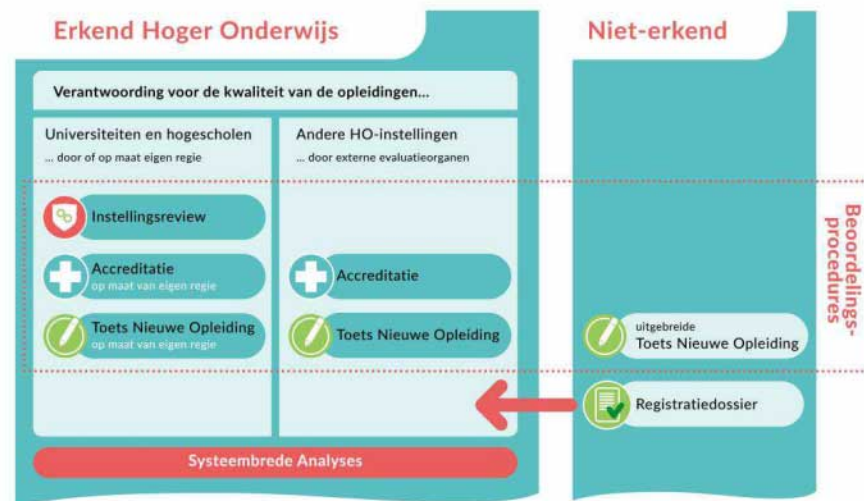 Erkend Hoger Onderwijs
Niet-erkend
Verantwoording voor de kwaliteit van de opleidingen...
Universiteiten en hogescholen
... door of op maat eigen regie
Andere HO-instellingen
... door externe evaluatieorganen
Instellingsreview
Accreditatie
op maat van eigen regie
Accreditatie
Toets Nieuwe Opleiding
op maat van eigen regie
Toets Nieuwe Opleiding
uitgebreide
Toets Nieuwe Opleiding
Registratiedossier
Beoordelings-
procedures
Systeembrede Analyses